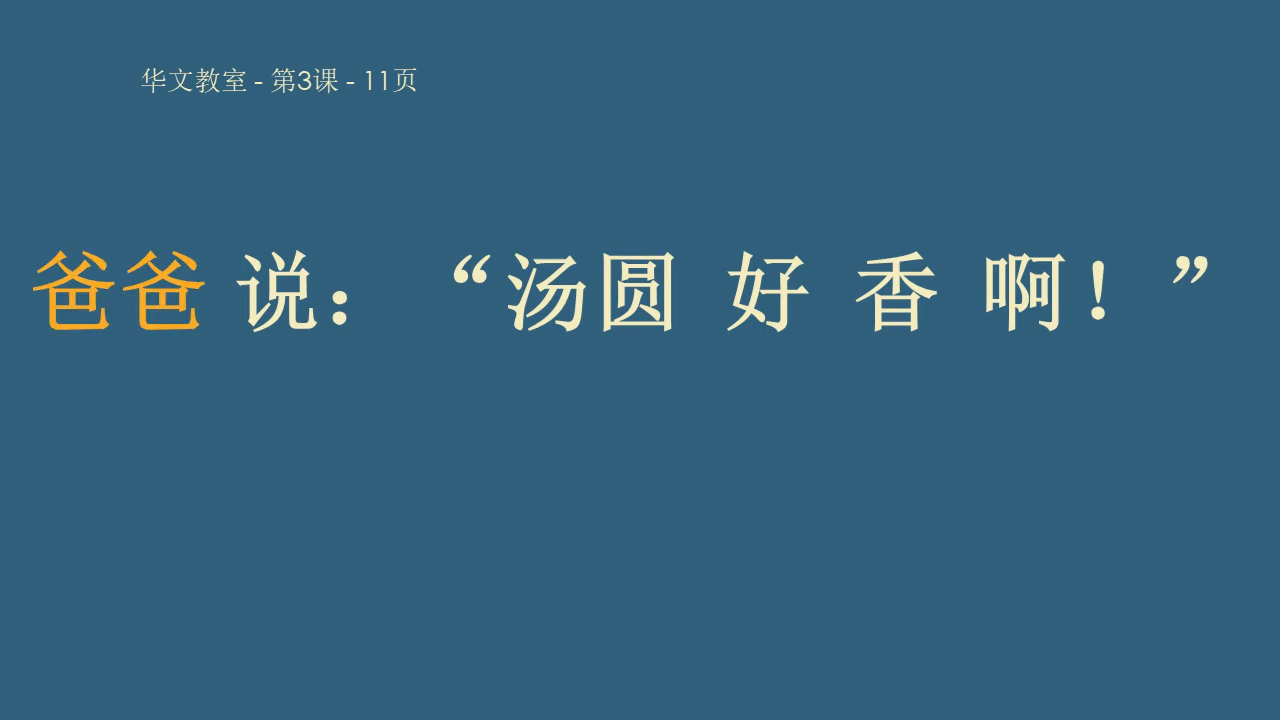 华文教室 - 第3课 - 11页
爸爸 说： “汤圆 好 香 啊！”